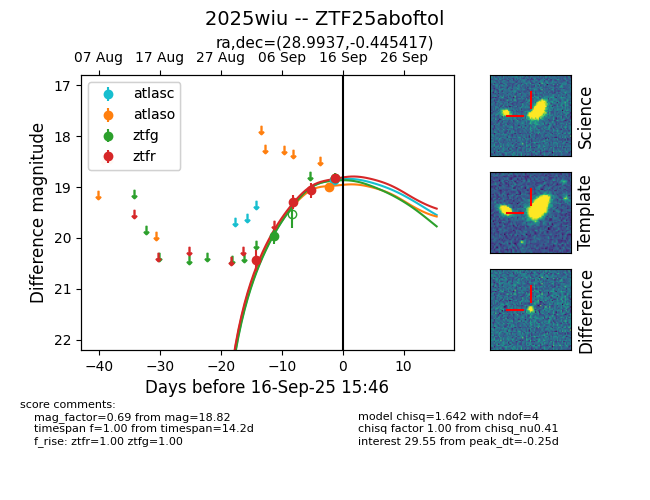 2025wiu -- ZTF25aboftol
ra,dec=(28.9937,-0.445417)
07 Aug 17 Aug 27 Aug 06 Sep 16 Sep 26 Sep
17
18
19
20
21
22
Difference magnitude
atlasc
atlaso
ztfg
ztfr
−40 −30 −20 −10 0 10
Days before 16-Sep-25 15:46
Science
Template
Difference
score comments:
mag_factor=0.69 from mag=18.82
timespan f=1.00 from timespan=14.2d
f_rise: ztfr=1.00 ztfg=1.00
model chisq=1.642 with ndof=4
chisq factor 1.00 from chisq_nu0.41
interest 29.55 from peak_dt=-0.25d